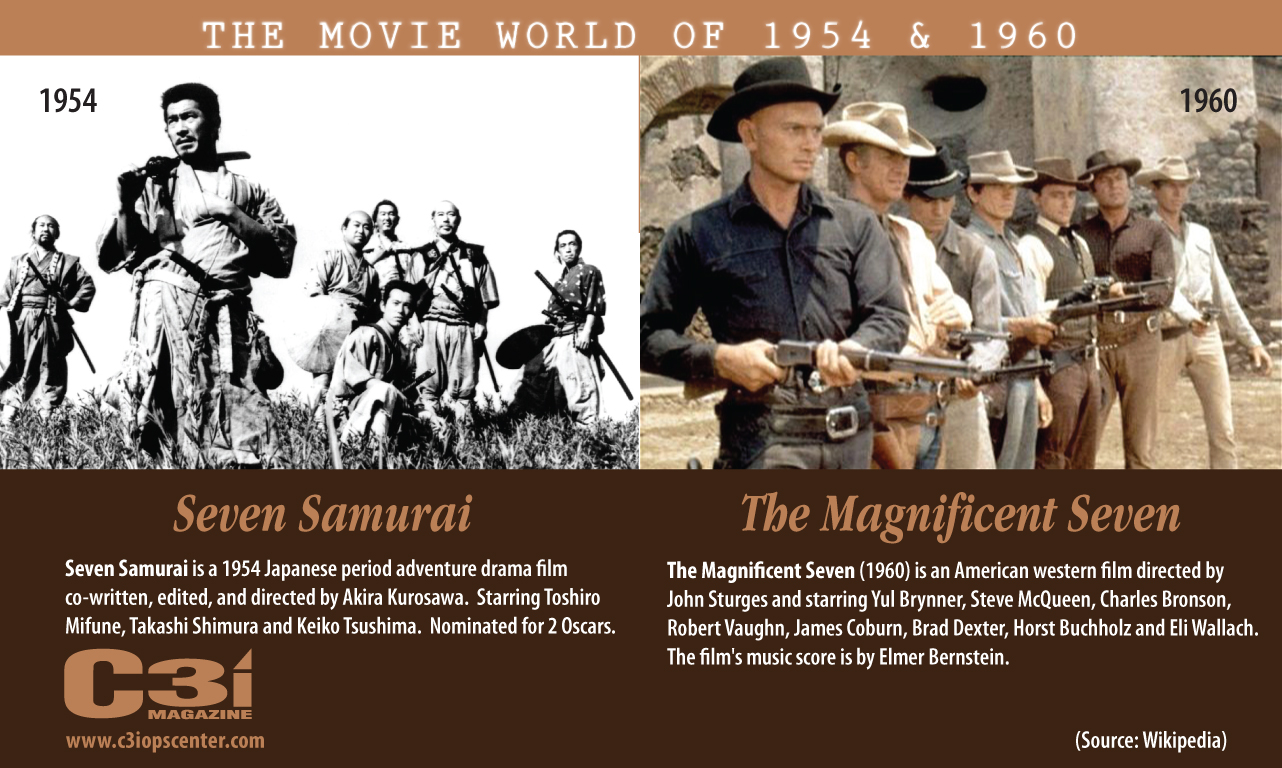 THE MOVIE WORLD OF 1954 & 1960
1954
1960
Seven Samurai
Seven Samurai is a 1954 Japanese period adventure drama film
co-written, edited, and directed by Akira Kurosawa.  Starring Toshiro
Mifune, Takashi Shimura and Keiko Tsushima.  Nominated for 2 Oscars.
C3i
MAGAZINE
www.c3iopscenter.com
The Magnificent Seven
The Magnificent Seven (1960) is an American western film directed by
John Sturges and starring Yul Brynner, Steve McQueen, Charles Bronson,
Robert Vaughn, James Coburn, Brad Dexter, Horst Buchholz and Eli Wallach.
The film's music score is by Elmer Bernstein.
(Source: Wikipedia)